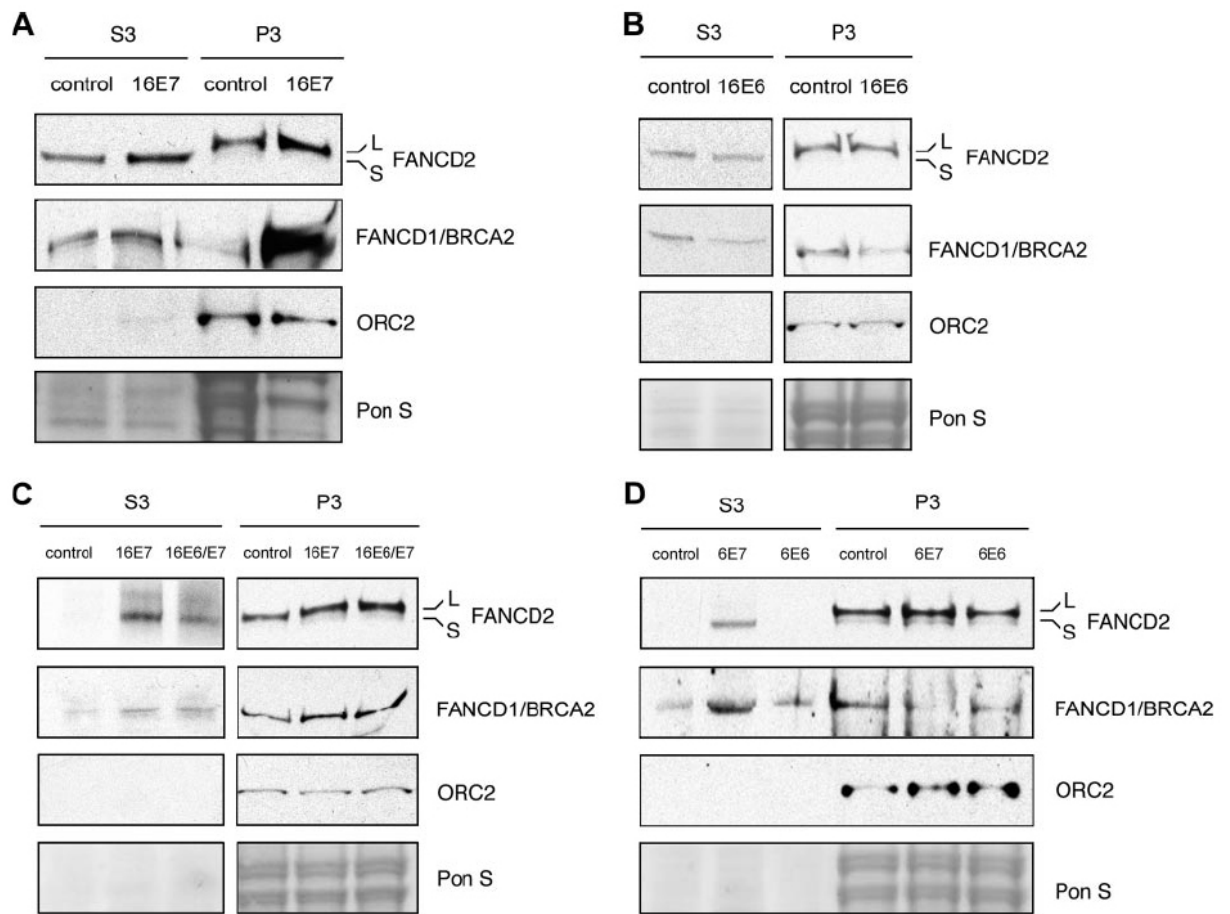 A
S3 P3
control 16E7 control 16E7
L
S
FANCD2
FANCD1/BRCA2
ORC2
Pon S
B
S3 P3
control 16E6 control 16E6
L
S
FANCD2
FANCD1/BRCA2
ORC2
Pon S
C
S3 P3
control 16E7 16E6/E7 control 16E7 16E6/E7
L
S
FANCD2
FANCD1/BRCA2
ORC2
Pon S
D
S3 P3
control 6E7 6E6 control 6E7 6E6
L
S
FANCD2
FANCD1/BRCA2
ORC2
Pon S